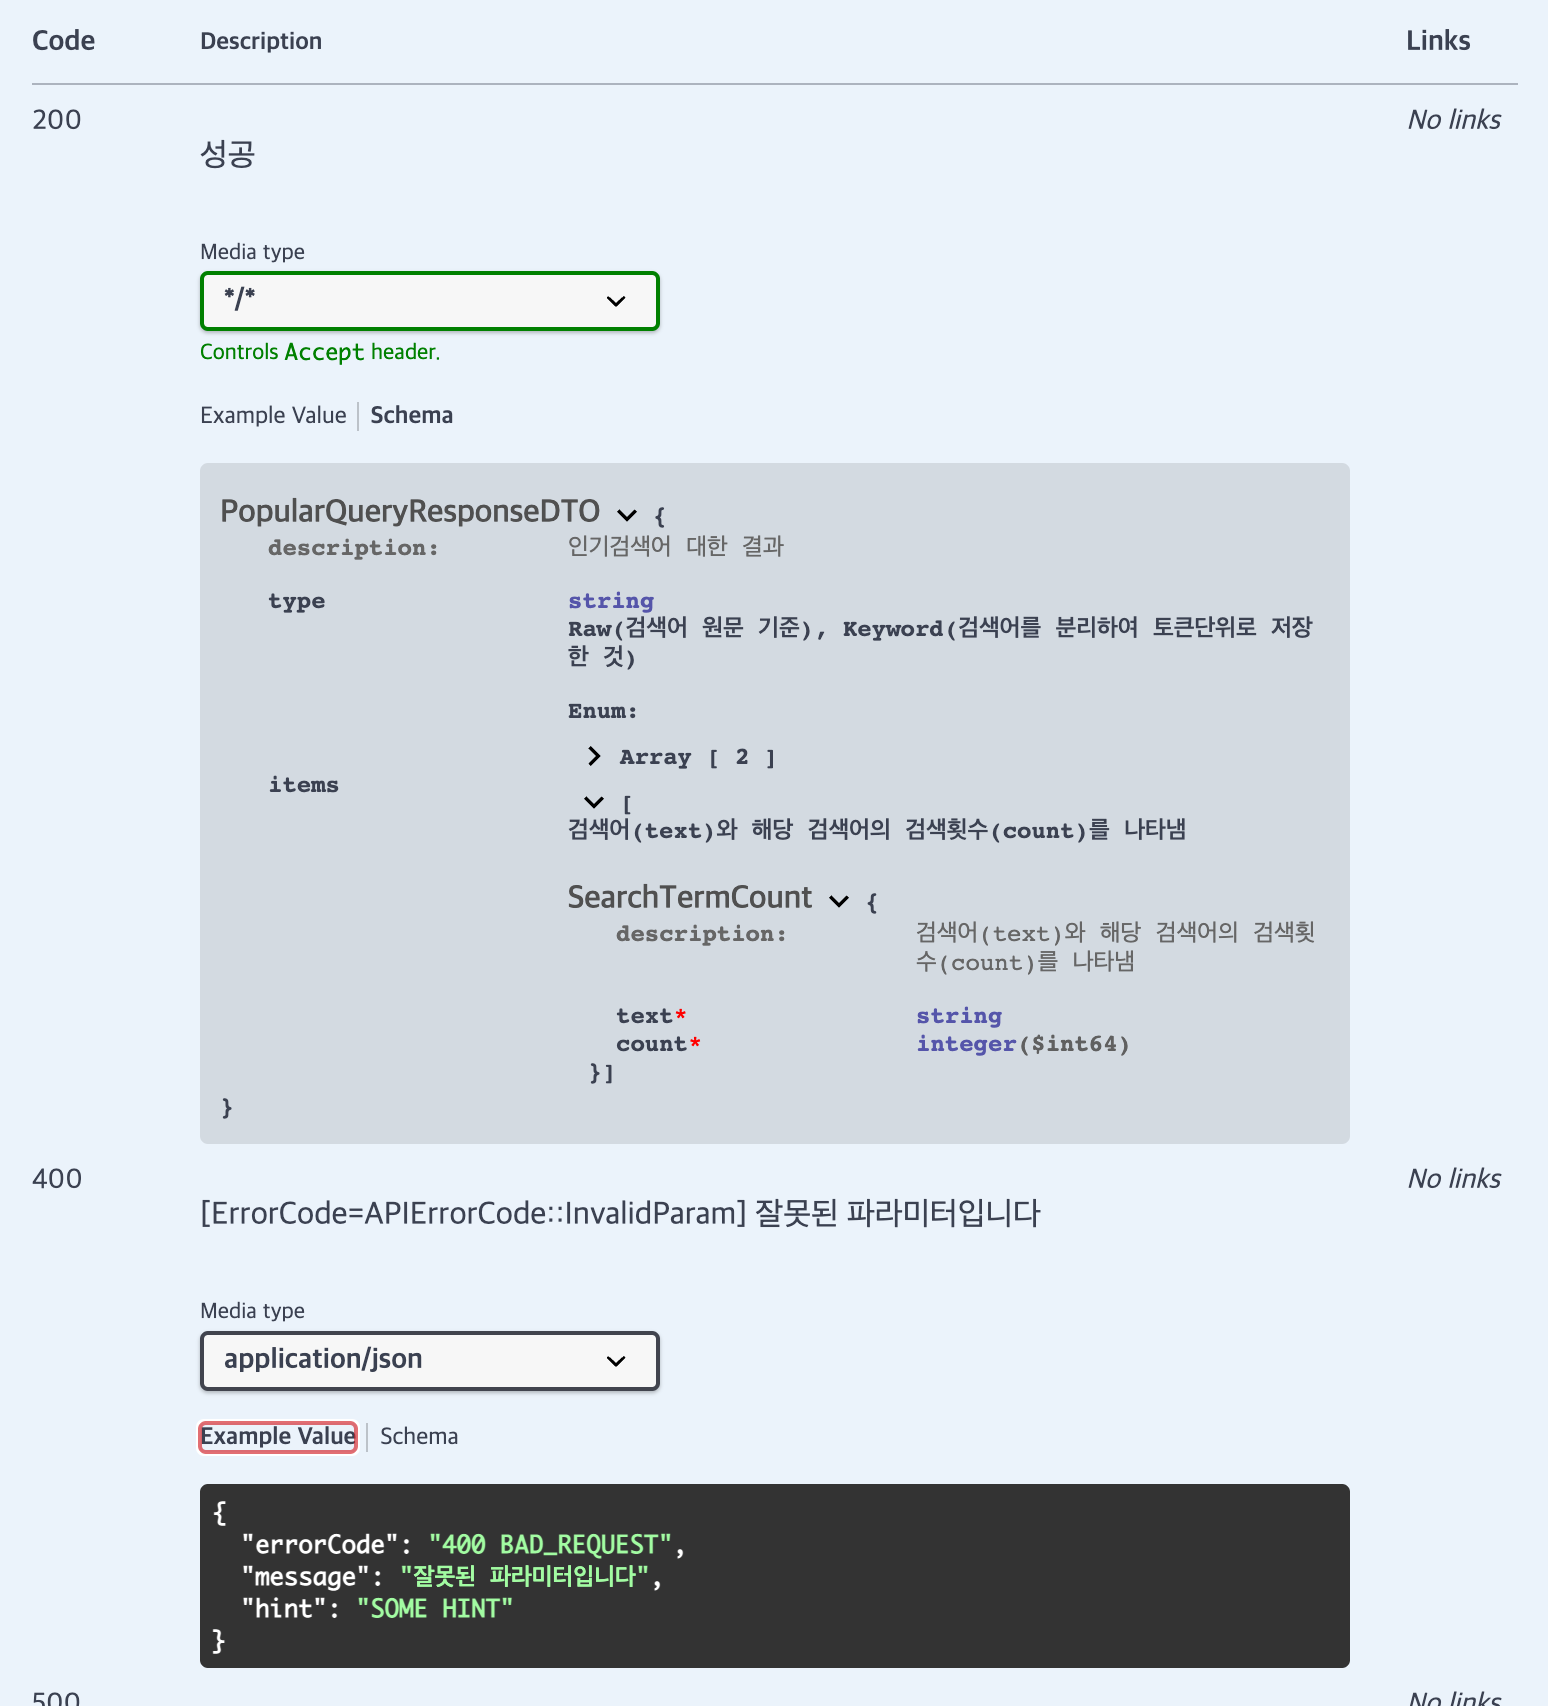 Code Description Links
200 No links
성공
Media type
*/*
Controls Accept header.
Example Value Schema
PopularQueryResponseDTO {
description: 인기검색어 대한 결과
type string
Raw(검색어 원문 기준), Keyword(검색어를 분리하여 토큰단위로 저장
한 것)
Enum:
Array [ 2 ]
items
[
검색어(text)와 해당 검색어의 검색횟수(count)를 나타냄
SearchTermCount {
description: 검색어(text)와 해당 검색어의 검색횟
수(count)를 나타냄
text* string
count* integer($int64)
}]
}
400 No links
[ErrorCode=APIErrorCode::InvalidParam] 잘못된 파라미터입니다
Media type
application/json
Example Value Schema
{
"errorCode": "400 BAD_REQUEST",
"message": "잘못된 파라미터입니다",
"hint": "SOME HINT"
}
500 No links